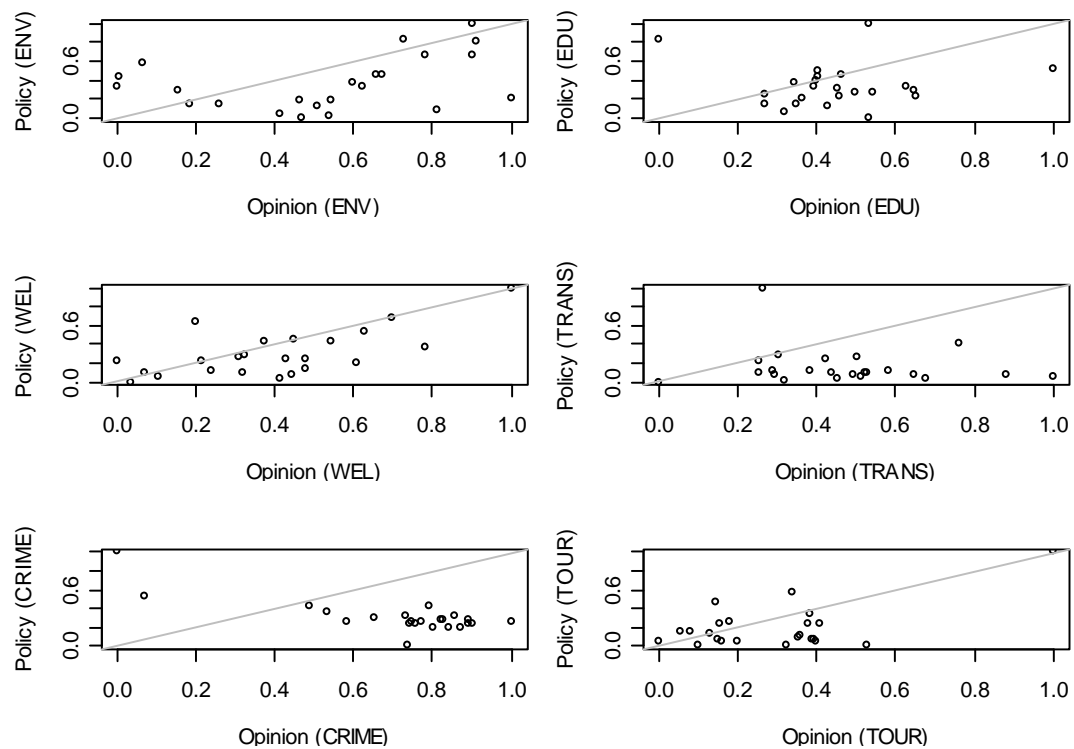 Policy (ENV)
0.0 0.6
0.0 0.2 0.4 0.6 0.8 1.0
Opinion (ENV)
Policy (EDU)
0.0 0.6
0.0 0.2 0.4 0.6 0.8 1.0
Opinion (EDU)
Policy (WEL)
0.0 0.6
0.0 0.2 0.4 0.6 0.8 1.0
Opinion (WEL)
Policy (TRANS)
0.0 0.6
0.0 0.2 0.4 0.6 0.8 1.0
Opinion (TRANS)
Policy (CRIME)
0.0 0.6
0.0 0.2 0.4 0.6 0.8 1.0
Opinion (CRIME)
Policy (TOUR)
0.0 0.6
0.0 0.2 0.4 0.6 0.8 1.0
Opinion (TOUR)